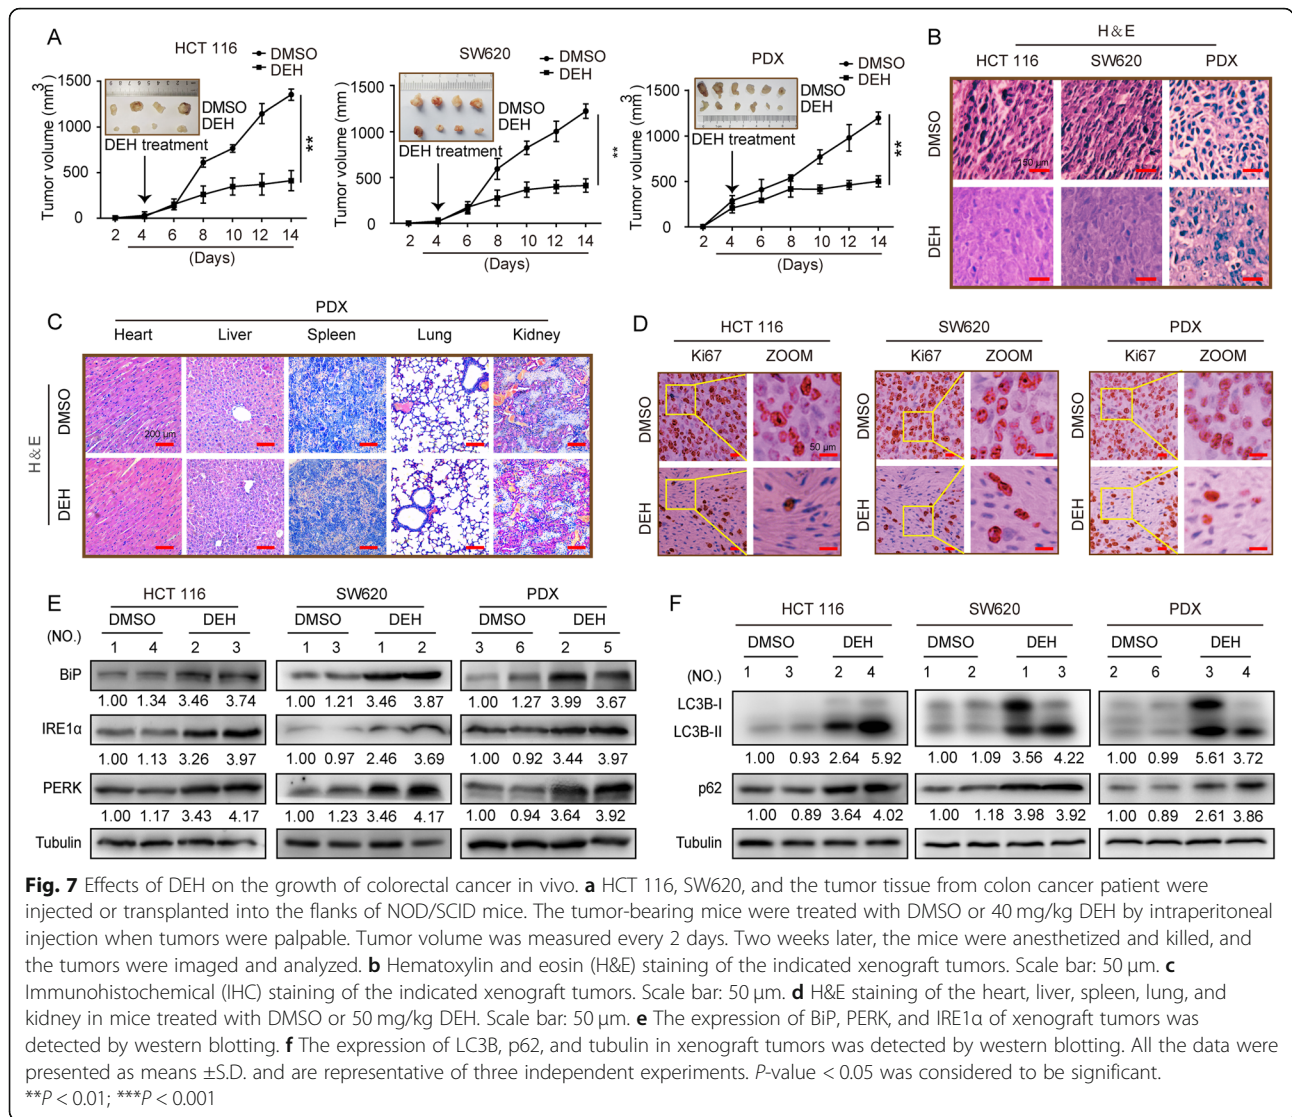 A
HCT 116
DMSO
DEH
Tumor volume (mm3)
1500
1000
500
0
DMSO
DEH
DEH treatment
**
2 4 6 8 10 12 14
(Days)
SW620
DMSO
DEH
Tumor volume (mm3)
1500
1000
500
0
DMSO
DEH
DEH treatment
**
2 4 6 8 10 12 14
(Days)
PDX
DMSO
DEH
Tumor volume (mm3)
1500
1000
500
0
DMSO
DEH
DEH treatment
**
2 4 6 8 10 12 14
(Days)
B
H&E
HCT 116 SW620 PDX
DMSO
150 μm
DEH
C
PDX
Heart Liver Spleen Lung Kidney
H&E
DMSO
200 μm
DEH
D
HCT 116 SW620 PDX
Ki67 ZOOM Ki67 ZOOM Ki67 ZOOM
DMSO DMSO DMSO
50 μm
DEH DEH DEH
E
HCT 116 SW620 PDX
DMSO DEH DMSO DEH DMSO DEH
(NO.) 1 4 2 3 1 3 1 2 3 6 2 5
BiP
1.00 1.34 3.46 3.74 1.00 1.21 3.46 3.87 1.00 1.27 3.99 3.67
IRE1α
1.00 1.13 3.26 3.97 1.00 0.97 2.46 3.69 1.00 0.92 3.44 3.97
PERK
1.00 1.17 3.43 4.17 1.00 1.23 3.46 4.17 1.00 0.94 3.64 3.92
Tubulin
F
HCT 116 SW620 PDX
DMSO DEH DMSO DEH DMSO DEH
(NO.) 1 3 2 4 1 2 1 3 2 6 3 4
LC3B-I
LC3B-II
1.00 0.93 2.64 5.92 1.00 1.09 3.56 4.22 1.00 0.99 5.61 3.72
p62
1.00 0.89 3.64 4.02 1.00 1.18 3.98 3.92 1.00 0.89 2.61 3.86
Tubulin
Fig. 7 Effects of DEH on the growth of colorectal cancer in vivo. a HCT 116, SW620, and the tumor tissue from colon cancer patient were
injected or transplanted into the flanks of NOD/SCID mice. The tumor-bearing mice were treated with DMSO or 40 mg/kg DEH by intraperitoneal
injection when tumors were palpable. Tumor volume was measured every 2 days. Two weeks later, the mice were anesthetized and killed, and
the tumors were imaged and analyzed. b Hematoxylin and eosin (H&E) staining of the indicated xenograft tumors. Scale bar: 50 μm. c
Immunohistochemical (IHC) staining of the indicated xenograft tumors. Scale bar: 50 μm. d H&E staining of the heart, liver, spleen, lung, and
kidney in mice treated with DMSO or 50 mg/kg DEH. Scale bar: 50 μm. e The expression of BiP, PERK, and IRE1α of xenograft tumors was
detected by western blotting. f The expression of LC3B, p62, and tubulin in xenograft tumors was detected by western blotting. All the data were
presented as means ±S.D. and are representative of three independent experiments. P-value < 0.05 was considered to be significant.
**P < 0.01; ***P < 0.001